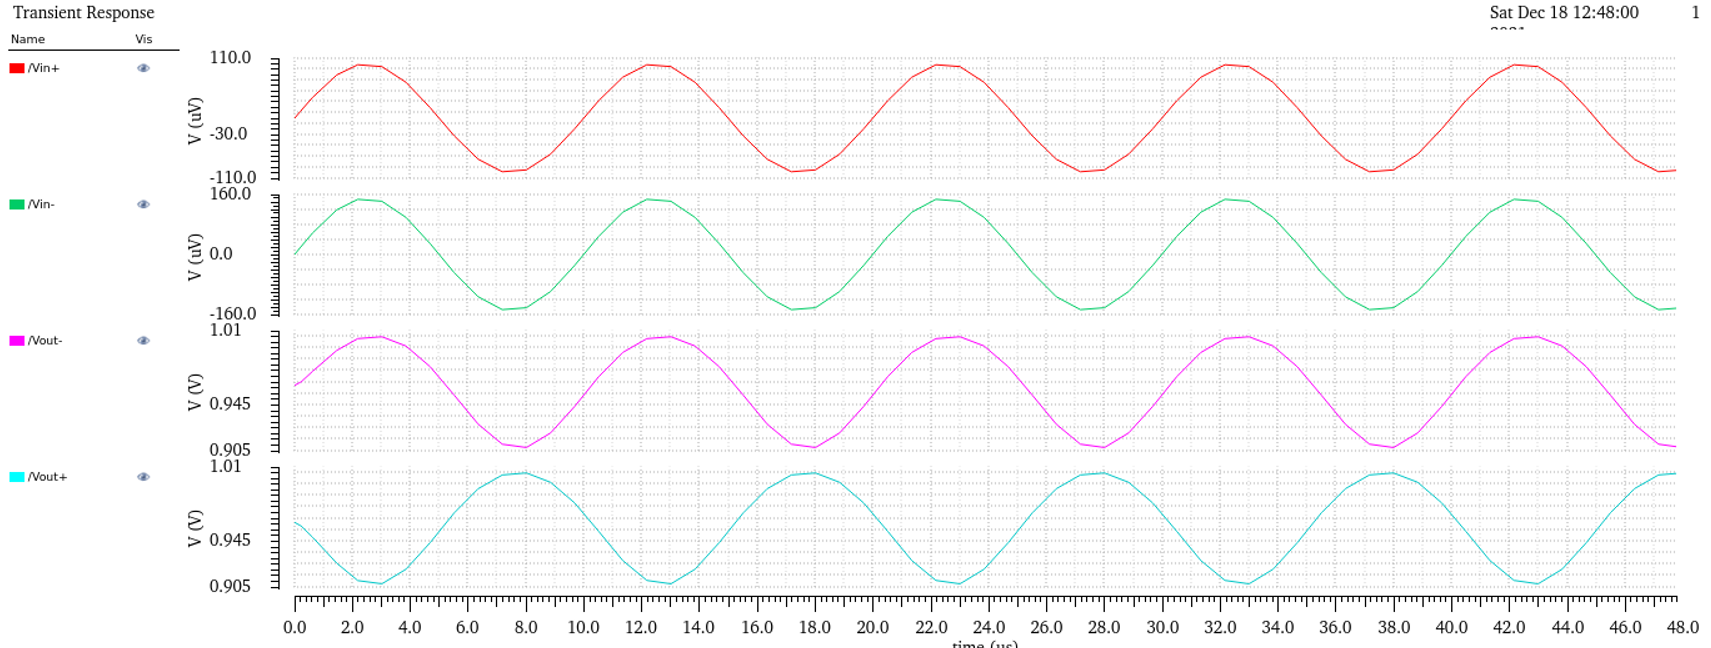 Transient Response
Sat Dec 18 12:48:00 1
Name Vis
/Vin+
110.0
V (uV)
-30.0
-110.0
/Vin-
160.0
V (uV)
0.0
-160.0
/Vout-
1.01
V (V)
0.945
0.905
/Vout+
1.01
V (V)
0.945
0.905
0.0 2.0 4.0 6.0 8.0 10.0 12.0 14.0 16.0 18.0 20.0 22.0 24.0 26.0 28.0 30.0 32.0 34.0 36.0 38.0 40.0 42.0 44.0 46.0 48.0
time (us)